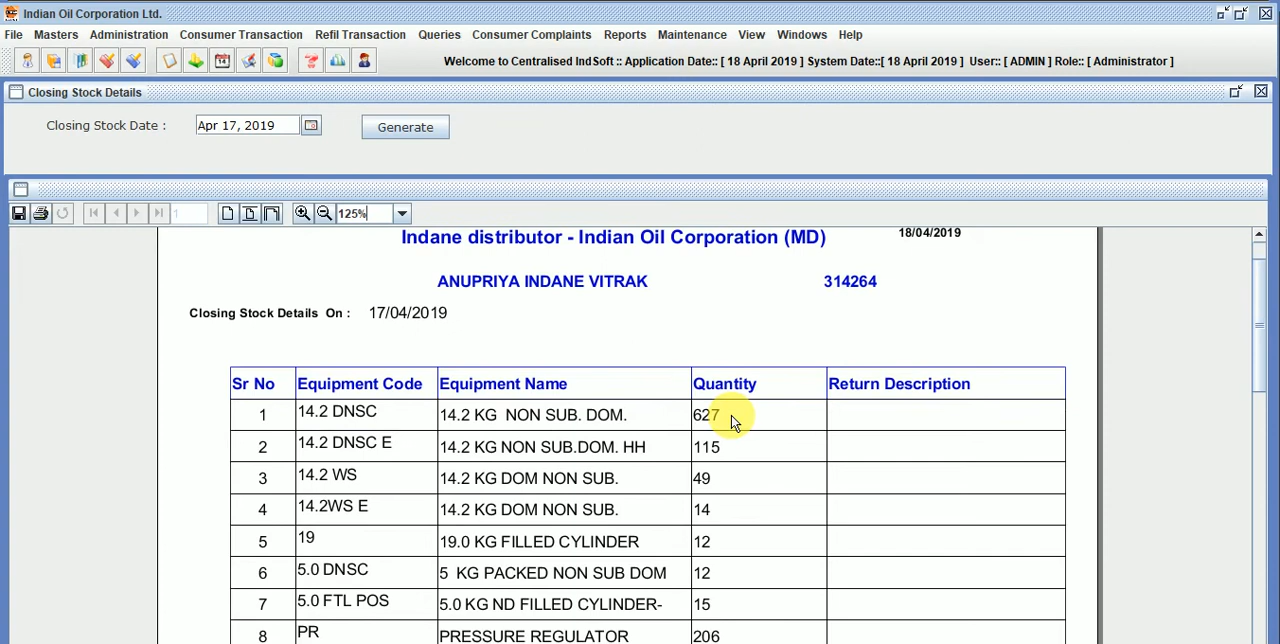 Indian Oil Corporation Ltd.
File Masters Administration Consumer Transaction Refil Transaction Queries Consumer Complaints Reports Maintenance View Windows Help
Welcome to Centralised IndSoft :: Application Date:: [ 18 April 2019 ] System Date::[ 18 April 2019 ] User:: [ ADMIN ] Role:: [ Administrator ]
Closing Stock Details
Closing Stock Date : Apr 17, 2019 Generate
1 125%
Indane distributor - Indian Oil Corporation (MD) 18/04/2019
ANUPRIYA INDANE VITRAK 314264
Closing Stock Details On : 17/04/2019
Sr No Equipment Code Equipment Name Quantity Return Description
1 14.2 DNSC 14.2 KG NON SUB. DOM. 627
2 14.2 DNSC E 14.2 KG NON SUB.DOM. HH 115
3 14.2 WS 14.2 KG DOM NON SUB. 49
4 14.2WS E 14.2 KG DOM NON SUB. 14
5 19 19.0 KG FILLED CYLINDER 12
6 5.0 DNSC 5 KG PACKED NON SUB DOM 12
7 5.0 FTL POS 5.0 KG ND FILLED CYLINDER- 15
8 PR PRESSURE REGULATOR 206